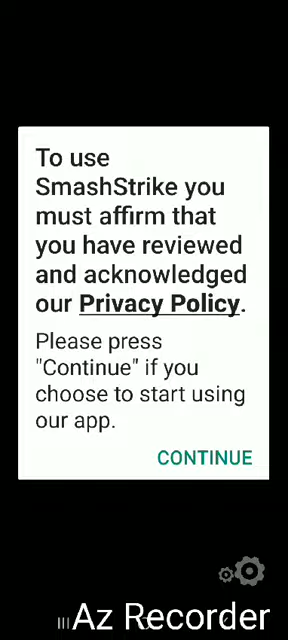 To use
SmashStrike you
must affirm that
you have reviewed
and acknowledged
our Privacy Policy.
Please press
"Continue" if you
choose to start using
our app.
CONTINUE
Az Recorder